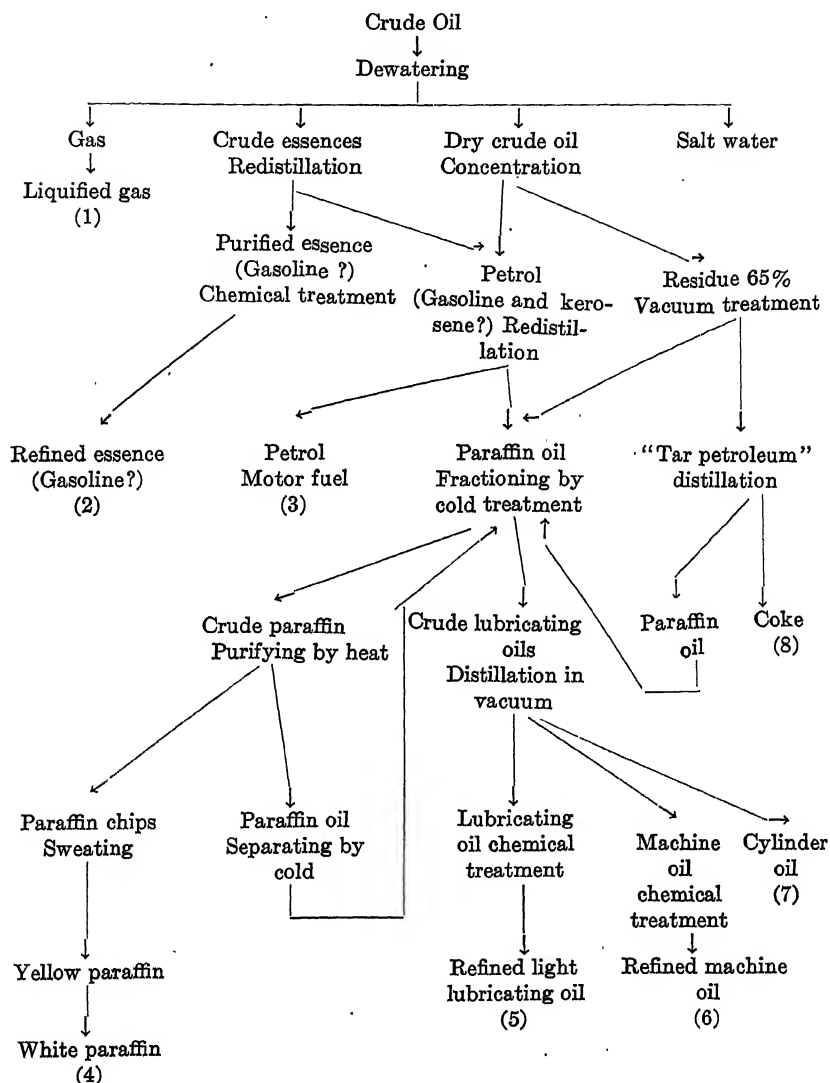 Crude Oil
Dewatering
Gas
Crude essences
Redistillation
Dry crude oil
Concentration
Salt water
Liquified gas
(1)
Purified essence
(Gasoline ?)
Chemical treatment
Petrol
(Gasoline and kero-
sene?) Redistil-
lation
Residue 65%
Vacuum treatment
Refined essence
(Gasoline?)
(2)
Petrol
Motor fuel
(3)
Paraffin oil
Fractioning by
cold treatment
“Tar petroleum”
distillation
Crude paraffin
Purifying by heat
Crude lubricating
oils
Distillation in
vacuum
Paraffin
oil
Coke
(8)
Paraffin chips
Sweating
Paraffin oil
Separating by
cold
Lubricating
oil chemical
treatment
Machine
oil
chemical
treatment
Cylinder
oil
(7)
Yellow paraffin
Refined light
lubricating oil
(5)
Refined machine
oil
(6)
White paraffin
(4)